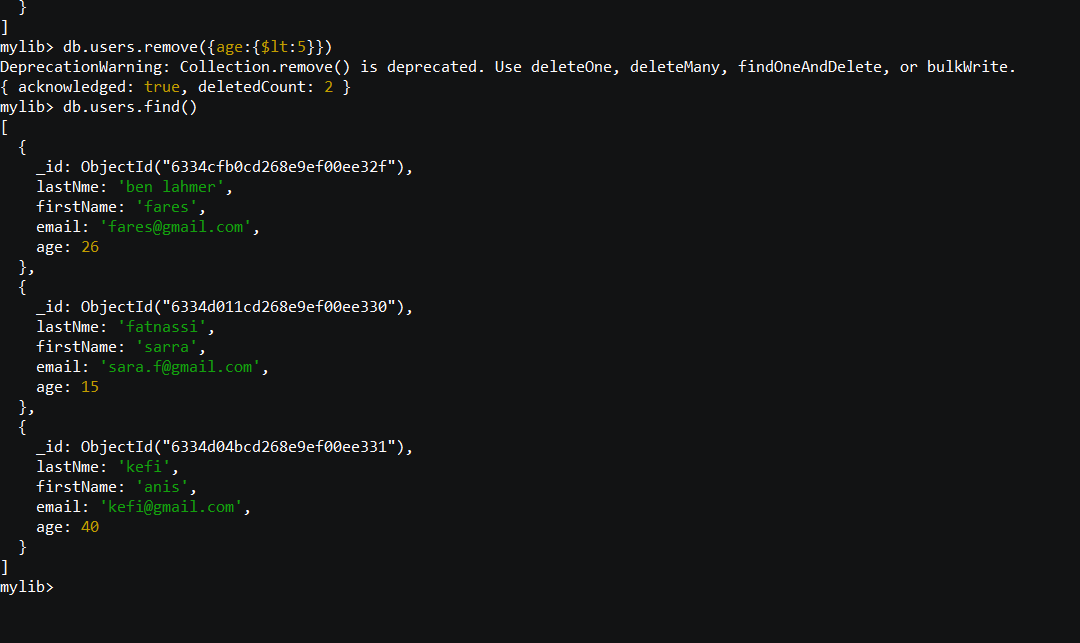 }
]
mylib> db.users.remove({age:{$lt:5}})
DeprecationWarning: Collection.remove() is deprecated. Use deleteOne, deleteMany, findOneAndDelete, or bulkWrite.
{ acknowledged: true, deletedCount: 2 }
mylib> db.users.find()
[
  {
    _id: ObjectId("6334cfb0cd268e9ef00ee32f"),
    lastNme: 'ben lahmer',
    firstName: 'fares',
    email: 'fares@gmail.com',
    age: 26
  },
  {
    _id: ObjectId("6334d011cd268e9ef00ee330"),
    lastNme: 'fatnassi',
    firstName: 'sarra',
    email: 'sara.f@gmail.com',
    age: 15
  },
  {
    _id: ObjectId("6334d04bcd268e9ef00ee331"),
    lastNme: 'kefi',
    firstName: 'anis',
    email: 'kefi@gmail.com',
    age: 40
  }
]
mylib>